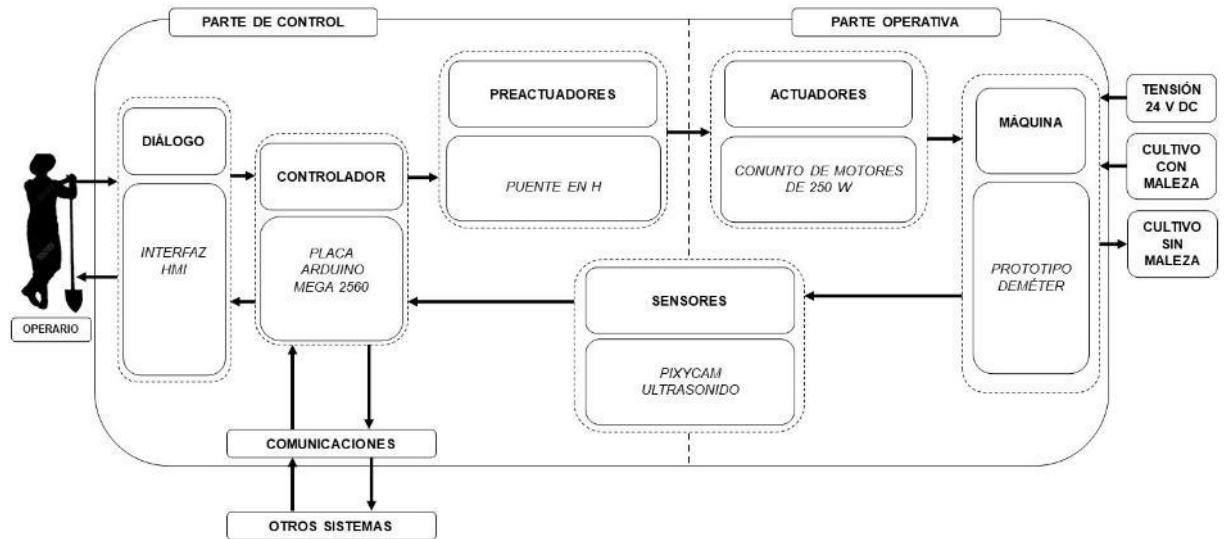 PARTE DE CONTROL
PARTE OPERATIVA
OPERARIO
DIÁLOGO
INTERFAZ
HMI
CONTROLADOR
PLACA
ARDUINO
MEGA 2560
PREACTUADORES
PUENTE EN H
ACTUADORES
CONUNTO DE MOTORES
DE 250 W
SENSORES
PIXYCAM
ULTRASONIDO
MÁQUINA
PROTOTIPO
DEMÉTER
TENSIÓN
24 V DC
CULTIVO
CON
MALEZA
CULTIVO
SIN
MALEZA
COMUNICACIONES
OTROS SISTEMAS